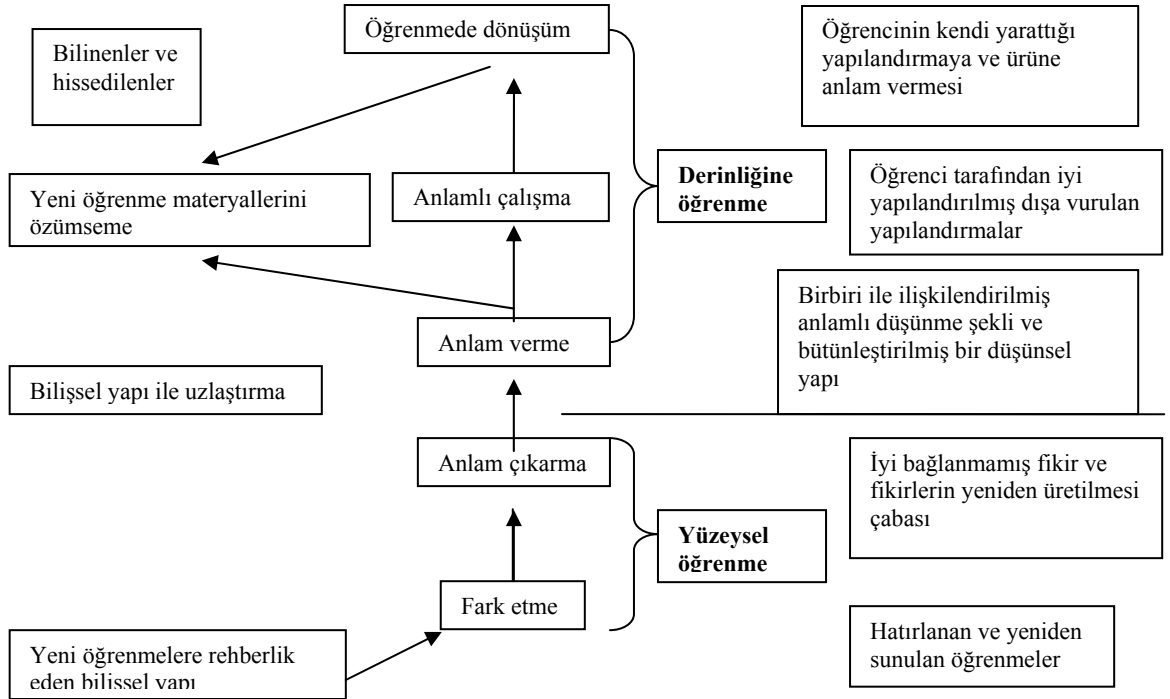 Öğrenmede dönüşüm
Bilinenler ve
hissedilenler
Öğrencinin kendi yarattığı
yapılandırmaya ve ürüne
anlam vermesi
Yeni öğrenme materyallerini
özümseme
Anlamlı çalışma
Derinliğine
öğrenme
Öğrenci tarafından iyi
yapılandırılmış dışa vurulan
yapılandırmalar
Anlam verme
Birbiri ile ilişkilendirilmiş
anlamlı düşünme şekli ve
bütünleştirilmiş bir düşünsel
yapı
Bilişsel yapı ile uzlaştırma
Anlam çıkarma
İyi bağlanmamış fikir ve
fikirlerin yeniden üretilmesi
çabası
Yüzeysel
öğrenme
Fark etme
Hatırlanan ve yeniden
sunulan öğrenmeler
Yeni öğrenmelere rehberlik
eden bilişsel yapı